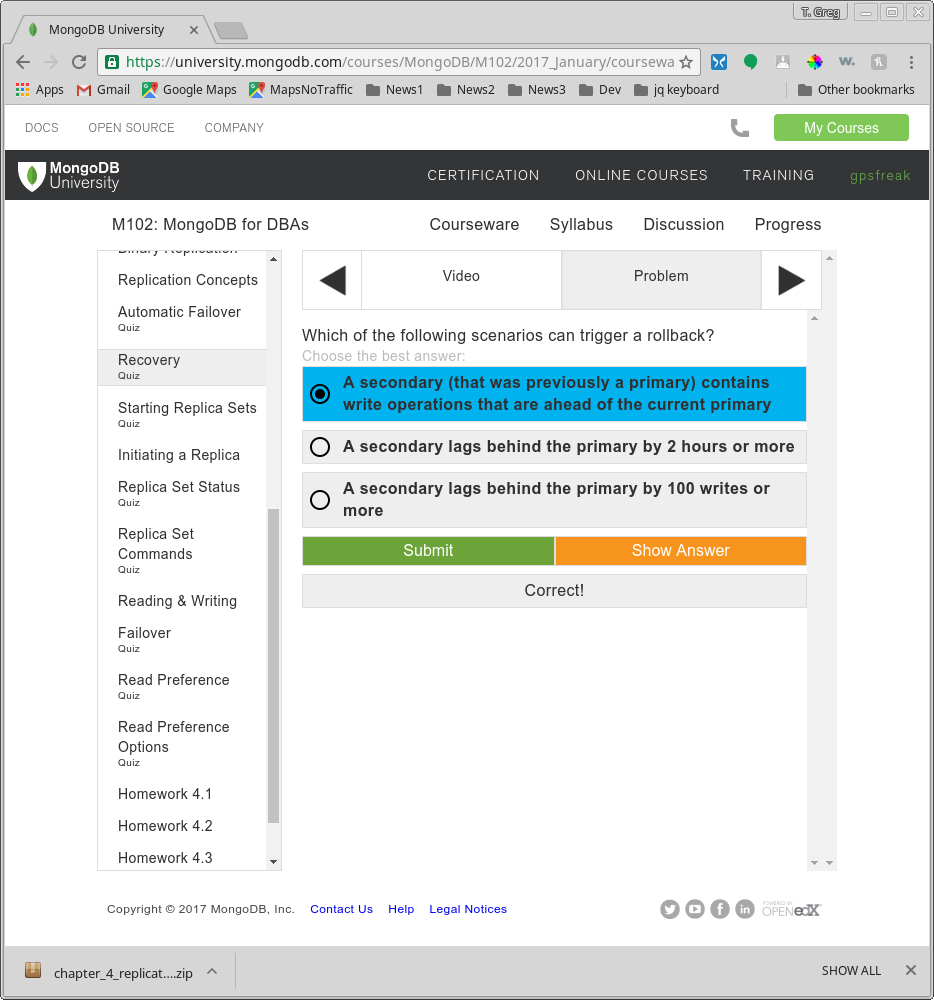 T. Greg
MongoDB University
https://university.mongodb.com/courses/MongoDB/M102/2017_January/coursewa
Apps Gmail Google Maps MapsNoTraffic News1 News2 News3 Dev jq keyboard Other bookmarks
DOCS OPEN SOURCE COMPANY My Courses
MongoDB
University
CERTIFICATION ONLINE COURSES TRAINING gpsfreak
M102: MongoDB for DBAs Courseware Syllabus Discussion Progress
Binary Replication
Replication Concepts
Automatic Failover
Quiz
Recovery
Quiz
Starting Replica Sets
Quiz
Initiating a Replica
Replica Set Status
Quiz
Replica Set
Commands
Quiz
Reading & Writing
Failover
Quiz
Read Preference
Quiz
Read Preference
Options
Quiz
Homework 4.1
Homework 4.2
Homework 4.3
Video Problem
Which of the following scenarios can trigger a rollback?
Choose the best answer:
A secondary (that was previously a primary) contains
write operations that are ahead of the current primary
A secondary lags behind the primary by 2 hours or more
A secondary lags behind the primary by 100 writes or
more
Submit Show Answer
Correct!
Copyright © 2017 MongoDB, Inc. Contact Us Help Legal Notices
POWERED BY
OPEN edX
chapter_4_replicat....zip SHOW ALL